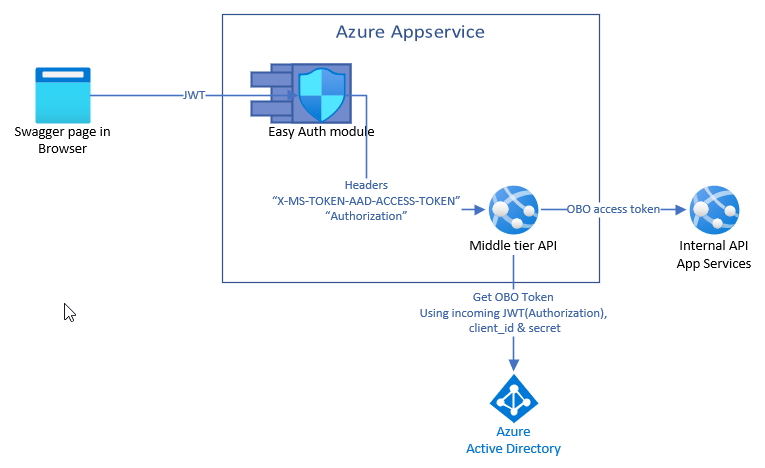 Azure Appservice
JWT
Swagger page in
Browser
Easy Auth module
Headers
“X-MS-TOKEN-AAD-ACCESS-TOKEN”
“Authorization”
OBO access token
Middle tier API
Internal API
App Services
Get OBO Token
Using incoming JWT(Authorization),
client_id & secret
Azure
Active Directory